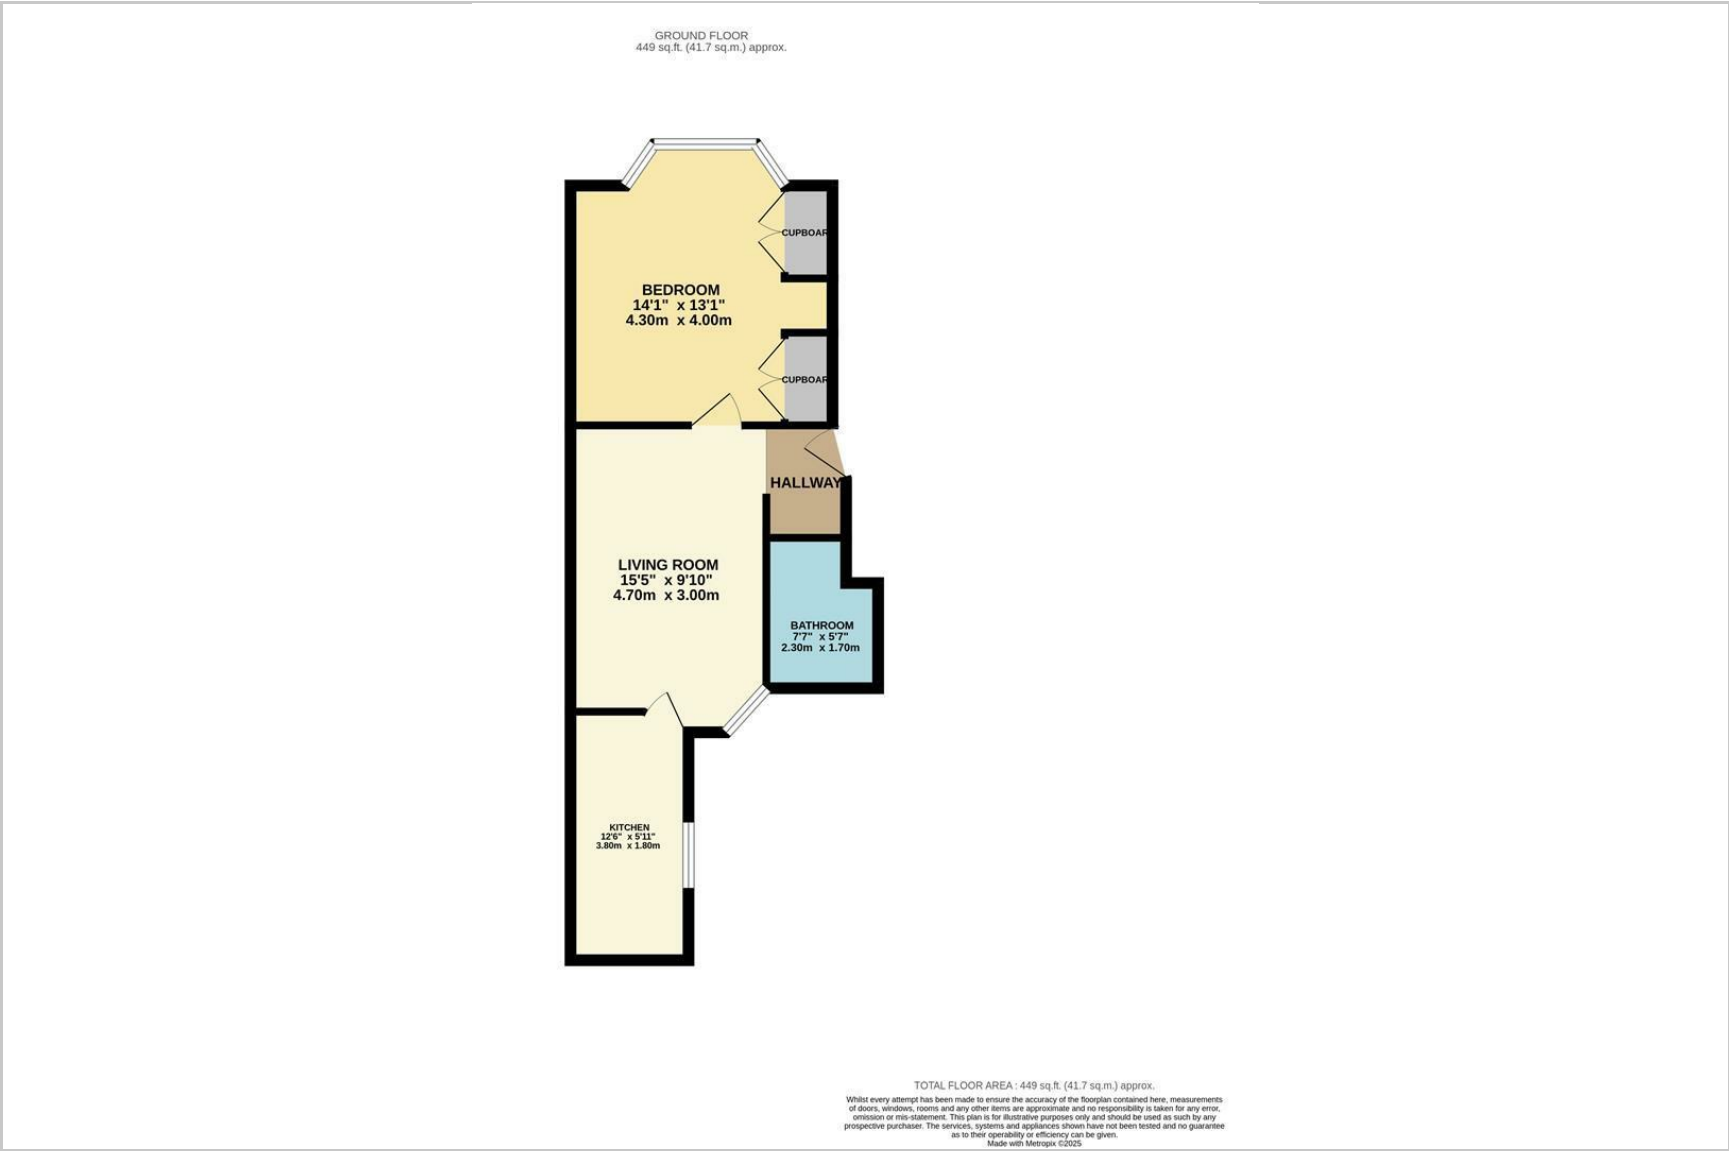 GROUND FLOOR
449 sq.ft. (41.7 sq.m.) approx.
CUPBOAR
BEDROOM
14'1" x 13'1"
4.30m x 4.00m
CUPBOAR
HALLWAY
LIVING ROOM
15'5" x 9'10"
4.70m x 3.00m
BATHROOM
7'7" x 5'7"
2.30m x 1.70m
KITCHEN
12'6" x 5'11"
3.80m x 1.80m
TOTAL FLOOR AREA : 449 sq.ft. (41.7 sq.m.) approx.
Whilst every attempt has been made to ensure the accuracy of the floorplan contained here, measurements
of doors, windows, rooms and any other items are approximate and no responsibility is taken for any error,
omission or mis-statement. This plan is for illustrative purposes only and should be used as such by any
prospective purchaser. The services, systems and appliances shown have not been tested and no guarantee
as to their operability or efficiency can be given.
Made with Metropix ©2025